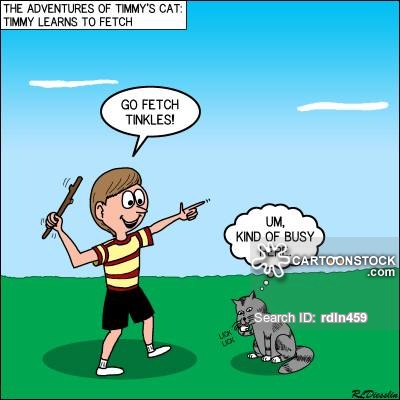 THE ADVENTURES OF TIMMY'S CAT:
TIMMY LEARNS TO FETCH
GO FETCH
TINKLES!
UM,
KIND OF BUSY
CARTOONSTOCK
.com
Search ID: rdln459
LICK
LICK
RLDiesslin